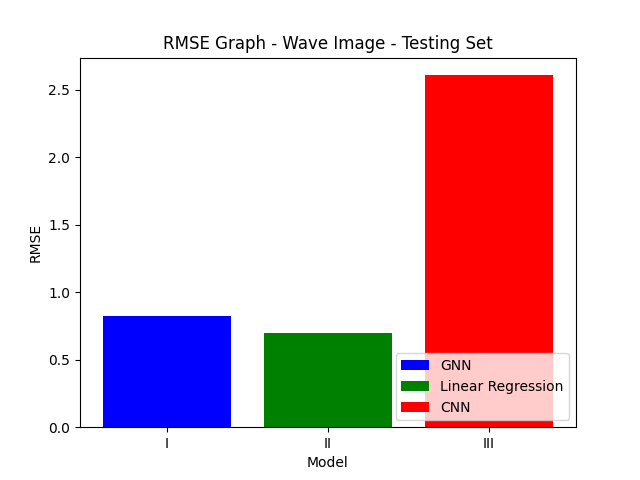 RMSE Graph - Wave Image - Testing Set
2.5
2.0
1.5
RMSE
1.0
0.5
0.0
GNN
Linear Regression
CNN
I II III
Model